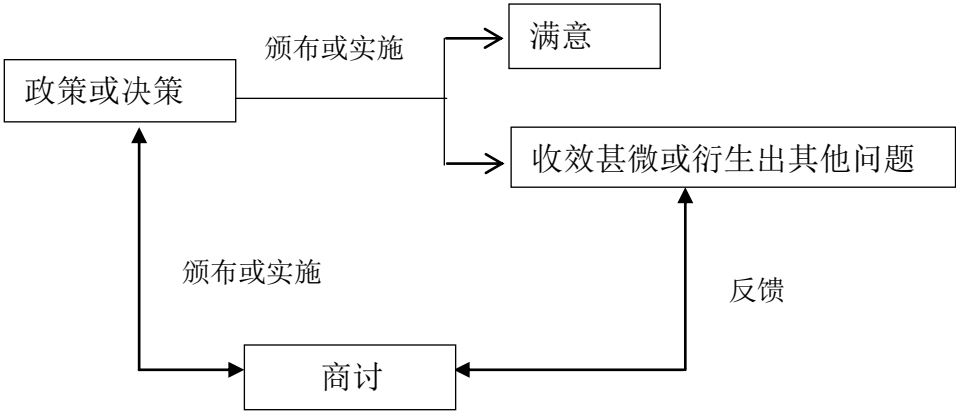 颁布或实施
满意
政策或决策
收效甚微或衍生出其他问题
颁布或实施
反馈
商讨